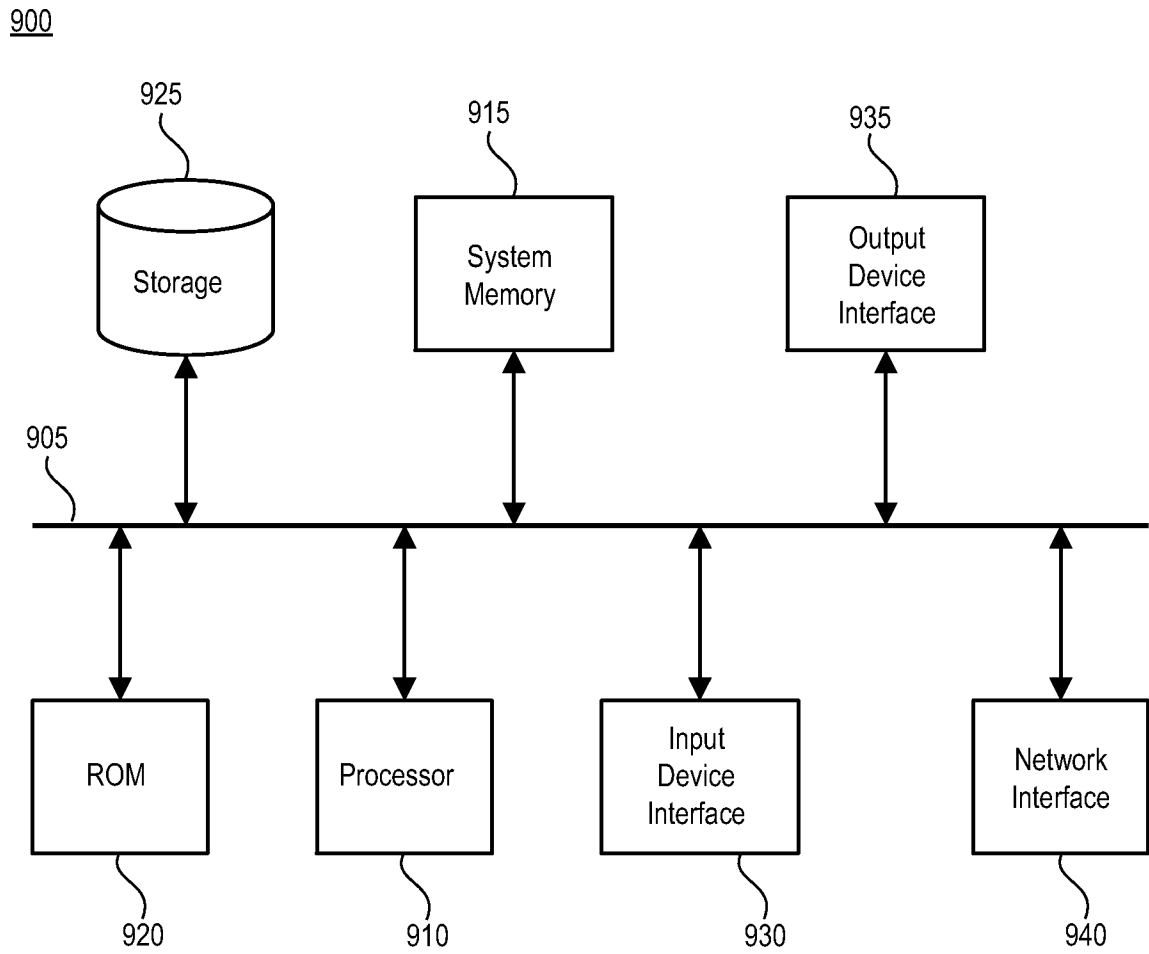 900
925
915
935
Storage
System
Memory
Output
Device
Interface
905
ROM
Processor
Input
Device
Interface
Network
Interface
920
910
930
940